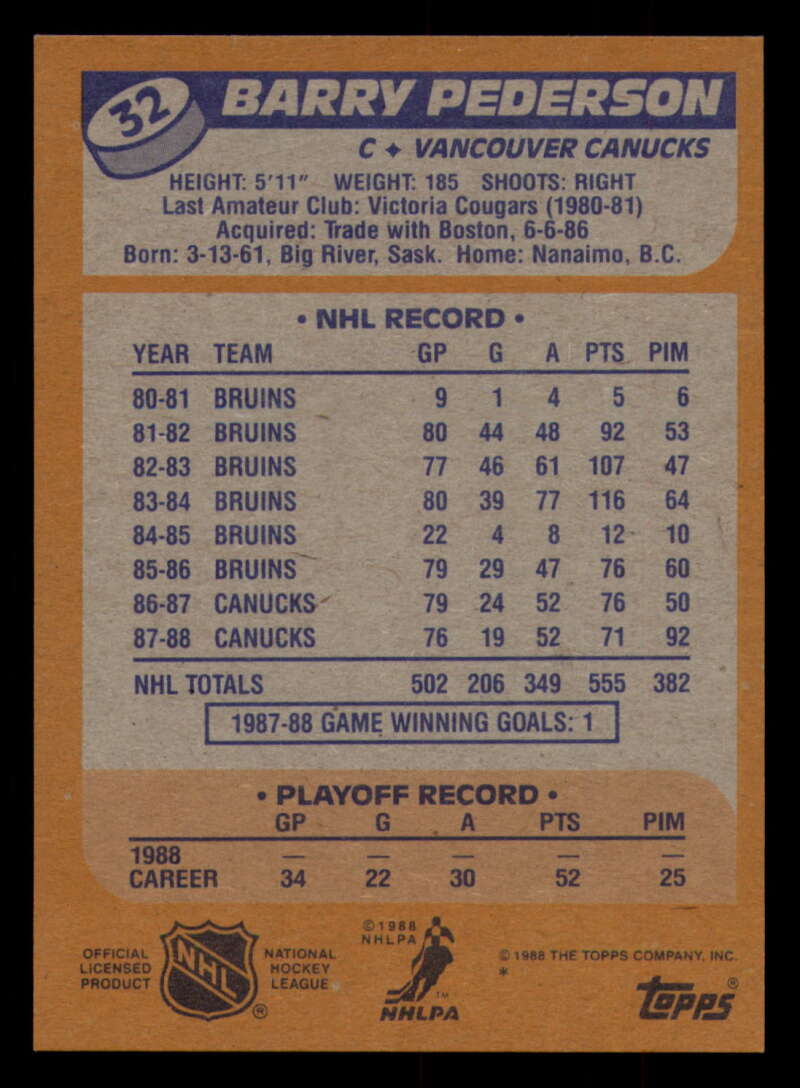 32
BARRY PEDERSON
C ✦ VANCOUVER CANUCKS
HEIGHT: 5'11" WEIGHT: 185 SHOOTS: RIGHT
Last Amateur Club: Victoria Cougars (1980-81)
Acquired: Trade with Boston, 6-6-86
Born: 3-13-61, Big River, Sask. Home: Nanaimo, B.C.
• NHL RECORD •
YEAR TEAM GP G A PTS PIM
80-81 BRUINS 9 1 4 5 6
81-82 BRUINS 80 44 48 92 53
82-83 BRUINS 77 46 61 107 47
83-84 BRUINS 80 39 77 116 64
84-85 BRUINS 22 4 8 12 10
85-86 BRUINS 79 29 47 76 60
86-87 CANUCKS 79 24 52 76 50
87-88 CANUCKS 76 19 52 71 92
NHL TOTALS 502 206 349 555 382
1987-88 GAME WINNING GOALS: 1
• PLAYOFF RECORD •
GP G A PTS PIM
1988 — — — — —
CAREER 34 22 30 52 25
OFFICIAL
LICENSED
PRODUCT
NHL
®
NATIONAL
HOCKEY
LEAGUE
©1988
NHLPA
TM
NHLPA
© 1988 THE TOPPS COMPANY, INC.
*
topps®